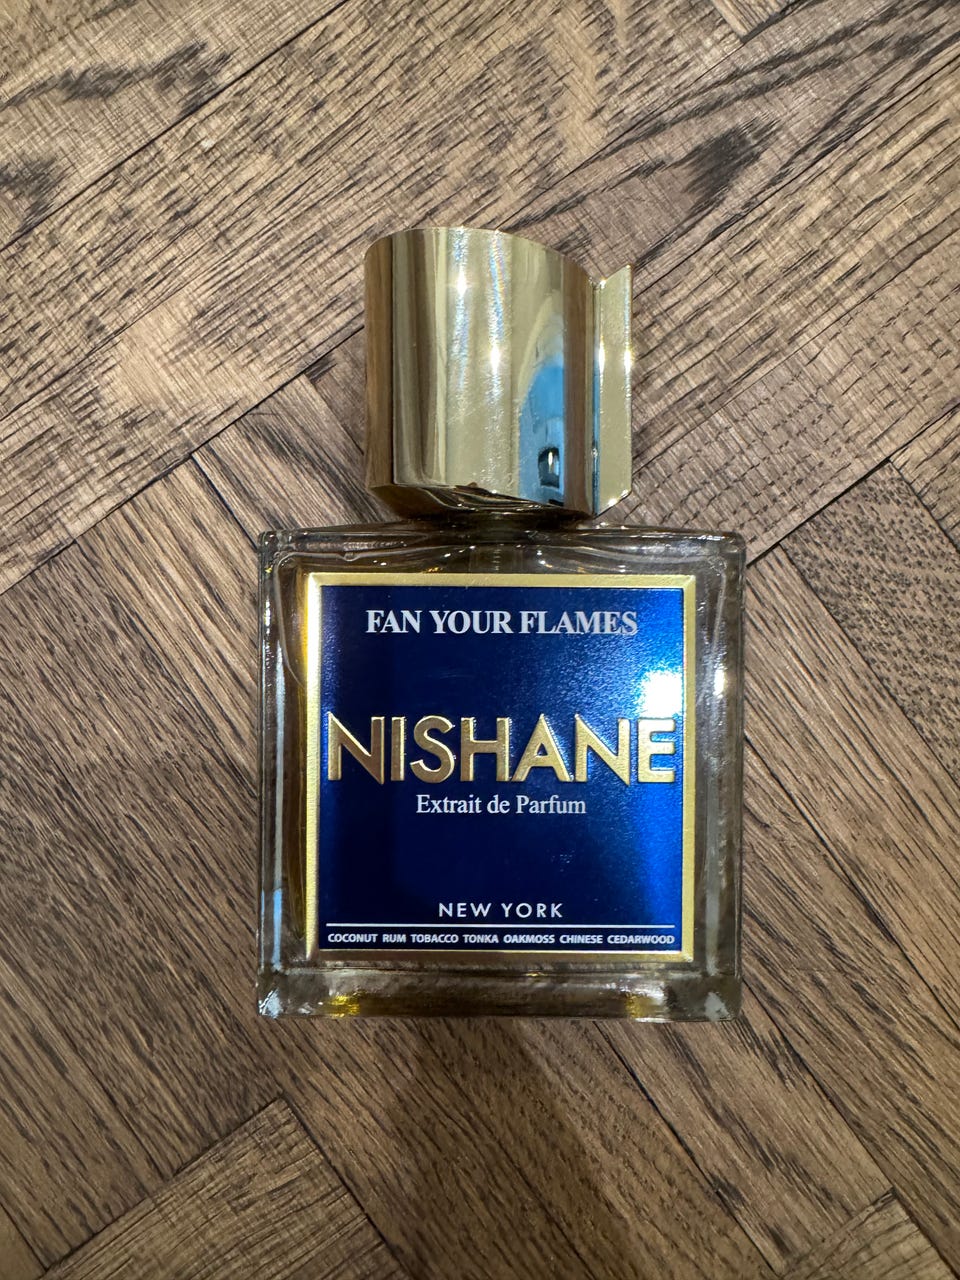 FAN YOUR FLAMES
NISHANE
Extrait de Parfum
NEW YORK
COCONUT RUM TOBACCO TONKA OAKMOSS CHINESE CEDARWOOD